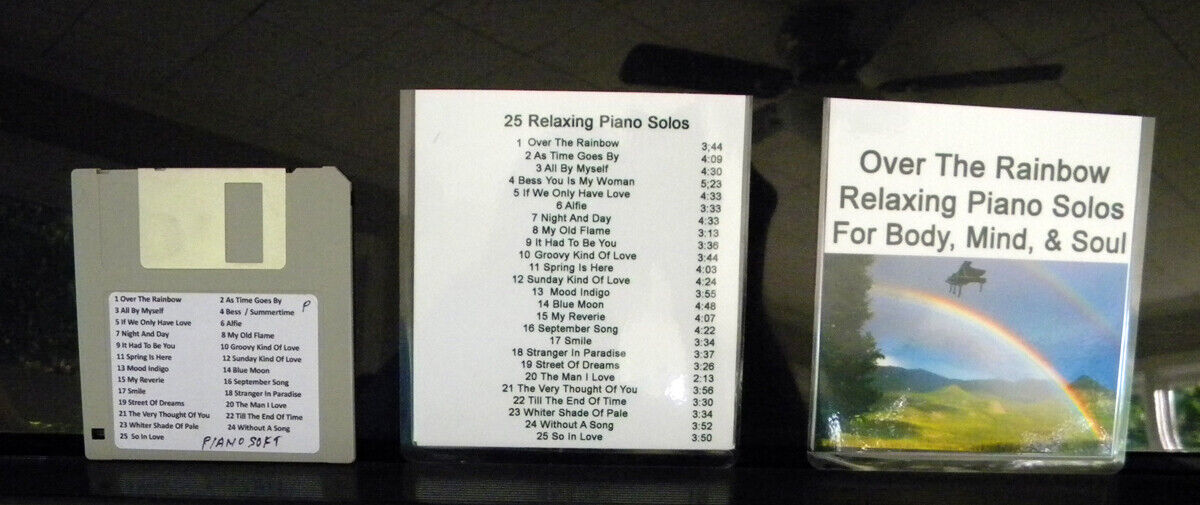 1 Over The Rainbow 2 As Time Goes By
3 All By Myself 4 Bess / Summertime P
5 If We Only Have Love 6 Alfie
7 Night And Day 8 My Old Flame
9 It Had To Be You 10 Groovy Kind Of Love
11 Spring Is Here 12 Sunday Kind Of Love
13 Mood Indigo 14 Blue Moon
15 My Reverie 16 September Song
17 Smile 18 Stranger In Paradise
19 Street Of Dreams 20 The Man I Love
21 The Very Thought Of You 22 Till The End Of Time
23 Whiter Shade Of Pale 24 Without A Song
25 So In Love PIANO SOFT
25 Relaxing Piano Solos
1 Over The Rainbow 3;44
2 As Time Goes By 4:09
3 All By Myself 4:30
4 Bess You Is My Woman 5;23
5 If We Only Have Love 4:33
6 Alfie 3:33
7 Night And Day 4:33
8 My Old Flame 3:13
9 It Had To Be You 3:36
10 Groovy Kind Of Love 3:44
11 Spring Is Here 4:03
12 Sunday Kind Of Love 4:24
13 Mood Indigo 3:55
14 Blue Moon 4:48
15 My Reverie 4:07
16 September Song 4:22
17 Smile 3:34
18 Stranger In Paradise 3:37
19 Street Of Dreams 3:26
20 The Man I Love 2:13
21 The Very Thought Of You 3:56
22 Till The End Of Time 3:30
23 Whiter Shade Of Pale 3:34
24 Without A Song 3:52
25 So In Love 3:50
Over The Rainbow
Relaxing Piano Solos
For Body, Mind, & Soul